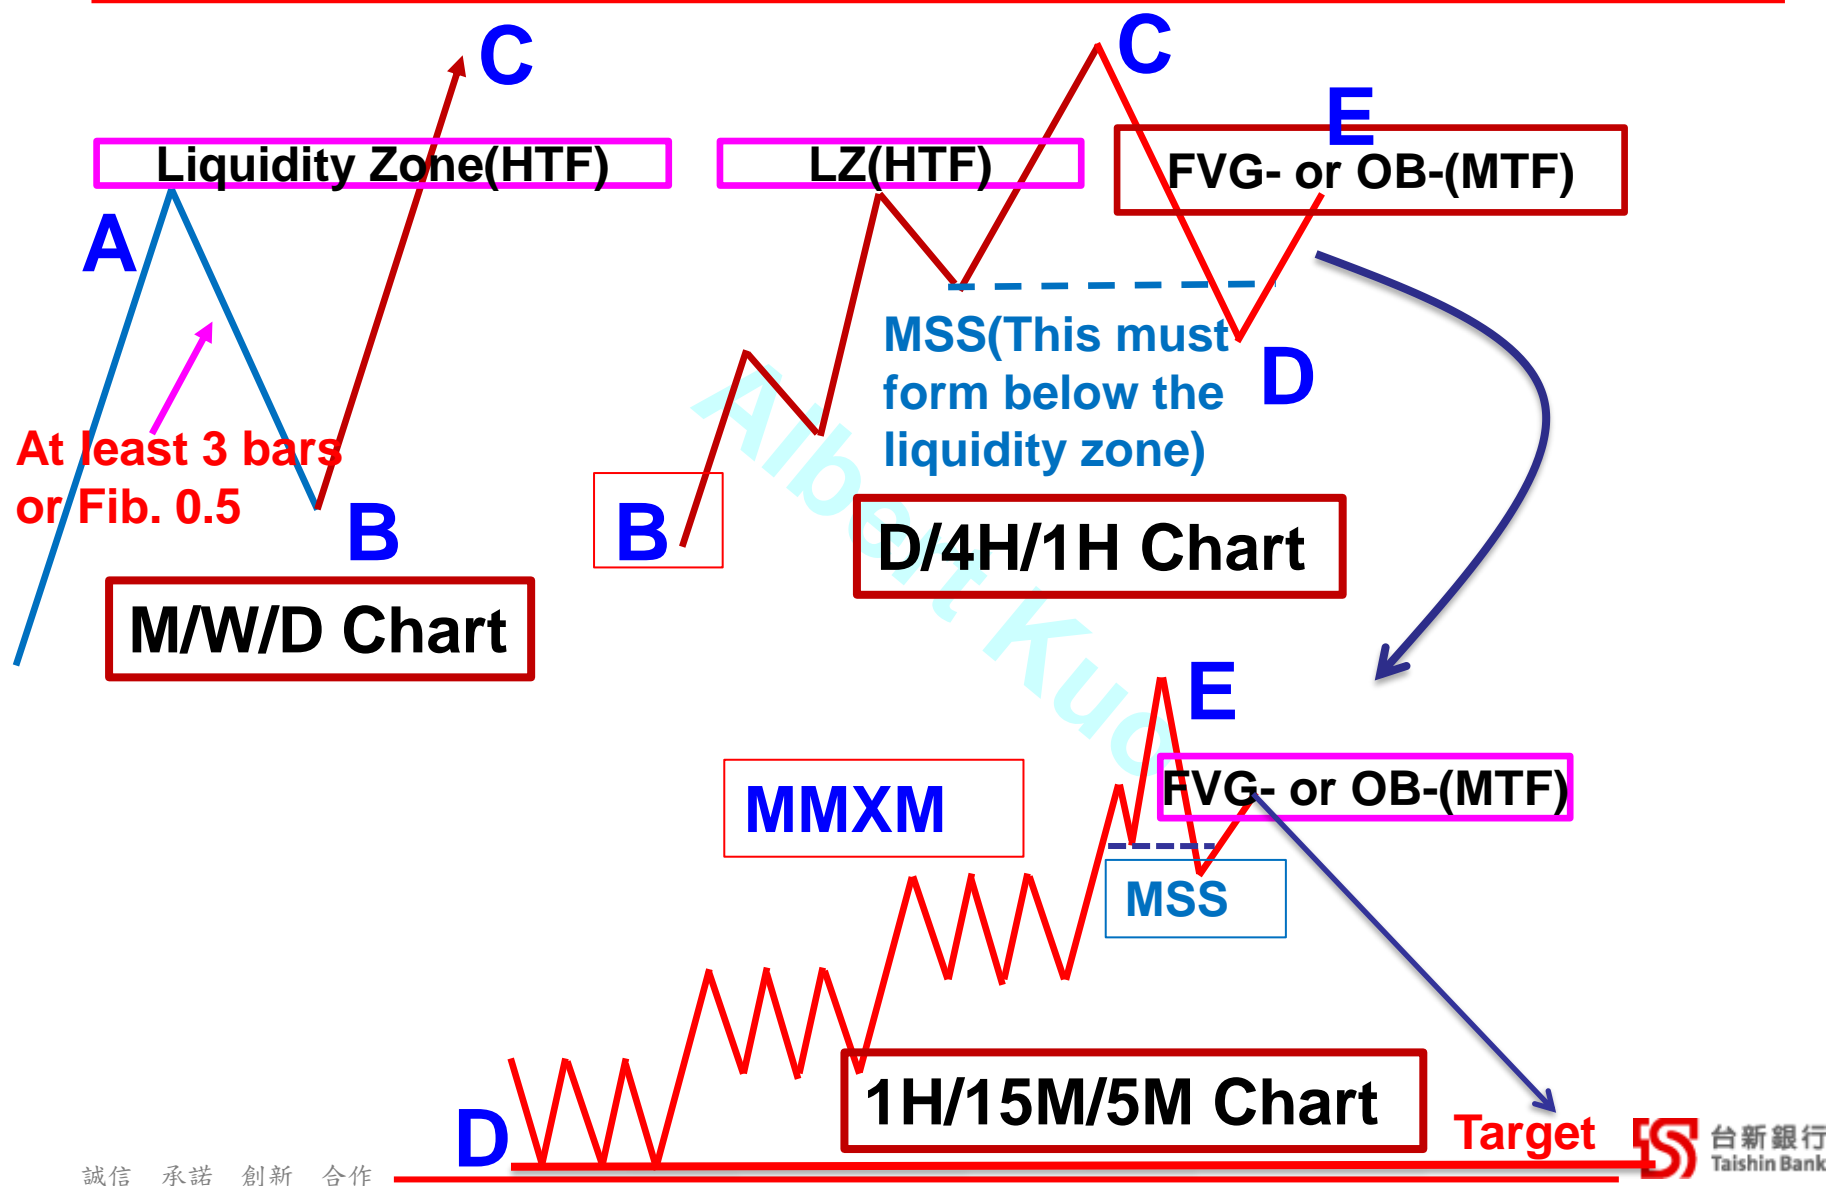 C
C
E
Liquidity Zone(HTF)
LZ(HTF)
FVG- or OB-(MTF)
A
MSS(This must
form below the
liquidity zone)
D
At least 3 bars
or Fib. 0.5
B
B
D/4H/1H Chart
M/W/D Chart
Albert Kuo
E
MMXM
FVG- or OB-(MTF)
MSS
1H/15M/5M Chart
D
Target
台新銀行
Taishin Bank
誠信 承諾 創新 合作